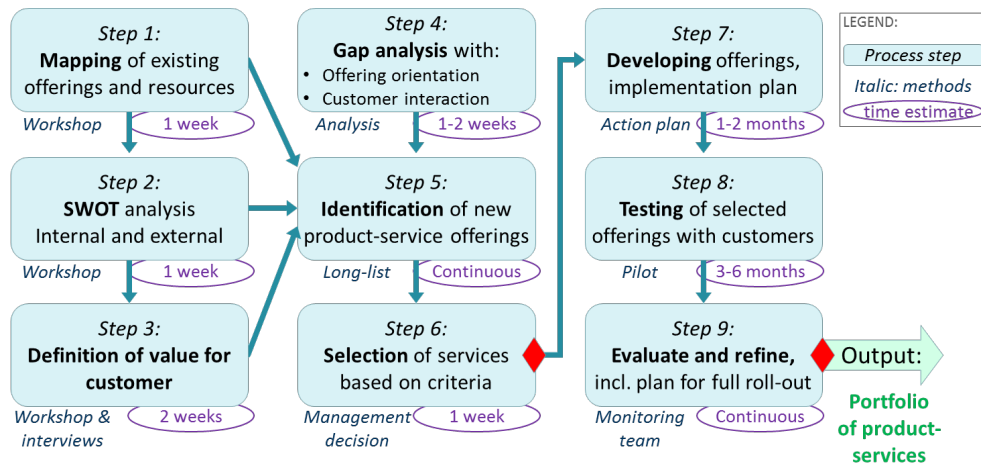 Step 1:
Mapping of existing
offerings and resources
Workshop
1 week
Step 2:
SWOT analysis
Internal and external
Workshop
1 week
Step 3:
Definition of value for
customer
Workshop &
interviews
2 weeks
Step 4:
Gap analysis with:
• Offering orientation
• Customer interaction
Analysis
1-2 weeks
Step 5:
Identification of new
product-service offerings
Long-list
Continuous
Step 6:
Selection of services
based on criteria
Management
decision
1 week
Step 7:
Developing offerings,
implementation plan
Action plan
1-2 months
Step 8:
Testing of selected
offerings with customers
Pilot
3-6 months
Step 9:
Evaluate and refine,
incl. plan for full roll-out
Monitoring
team
Continuous
Output:
Portfolio
of product-
services
LEGEND:
Process step
Italic: methods
time estimate